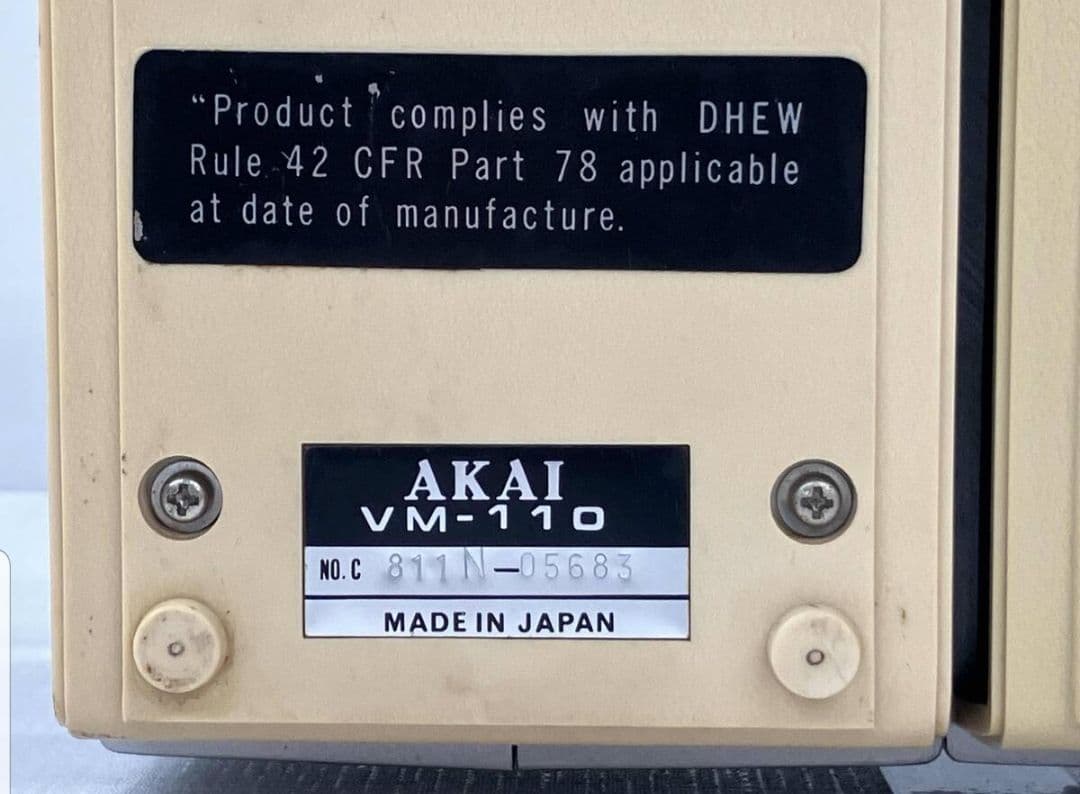 “Product complies with DHEW
Rule 42 CFR Part 78 applicable
at date of manufacture.
AKAI
VM-110
NO. C 811N-05683
MADE IN JAPAN